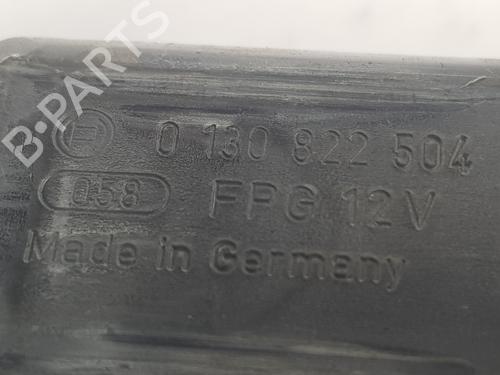 0 130 822 504
058 FPG 12V
Made in Germany
B-PARTS